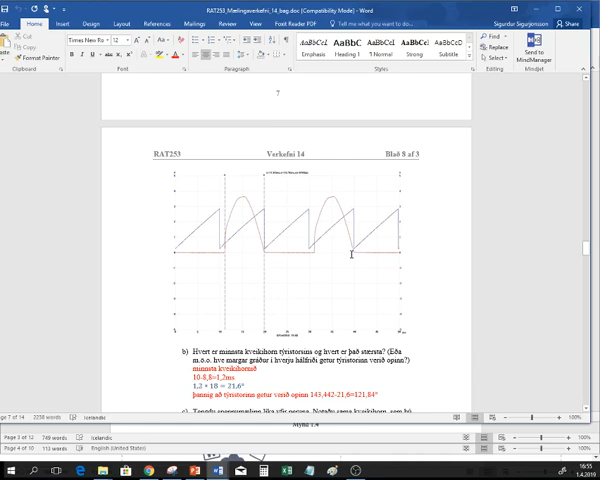 RAT253_Mælingaverkefni_14_bag.doc [Compatibility Mode] - Word
Sigurdur Sigurjonsson
File Home Insert Design Layout References Mailings Review View Foxit Reader PDF Tell me what you want to do... Share
Cut
Copy
Format Painter
Times New Ro 12
AaBbCcI AaBbC AaBbCcI AaBbCc AaBbCcI
Emphasis Heading 1 ¶ Normal Strong Subtitle
Find
Replace
Select
Send to MindManager
Clipboard Font Paragraph Styles Editing Mindjet
7
RAT253 Verkefni 14 Blað 8 af 3
b) Hvert er minnsta kveikihorn týristorsins og hvert er það stærsta? (Eða
m.ö.o. hve margar gráður í hverju hálfriði getur týristorinn verið opinn?)
minnsta kveikihornið
10-8,8=1,2ms
1,2 * 18 = 21,6°
þannig að týristorinn getur verið opinn 143,442-21,6=121,84°
Page 7 of 14 2238 words Icelandic 100%
Mynd 1.4
Page 3 of 12 749 words Icelandic 100%
Page 4 of 10 113 words English (United States) 100%
16:55
1.4.2019